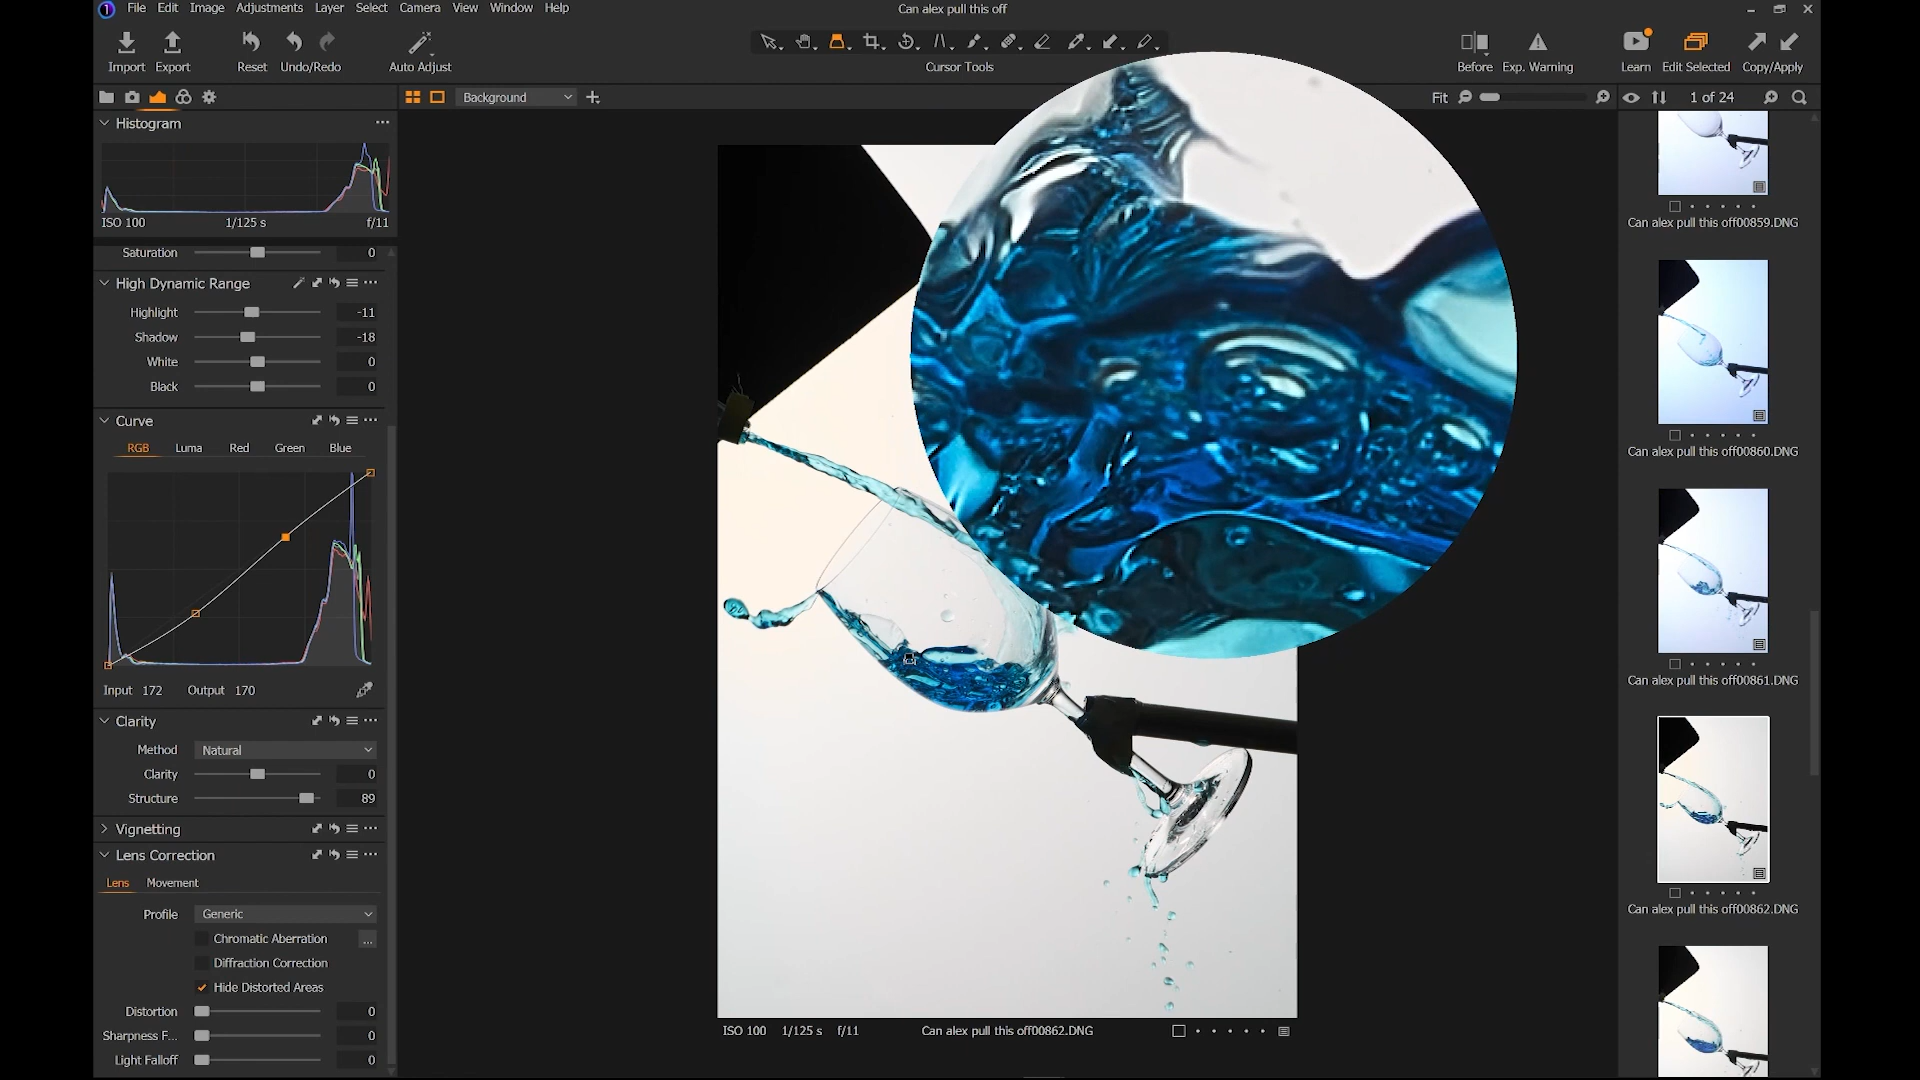 File Edit Image Adjustments Layer Select Camera View Window Help
Can alex pull this off
Import Export Reset Undo/Redo Auto Adjust Cursor Tools Before Exp. Warning Learn Edit Selected Copy/Apply
Background
Fit
1 of 24
Histogram
ISO 100 1/125 s f/11
Saturation 0
High Dynamic Range
Highlight -11
Shadow -18
White 0
Black 0
Curve
RGB Luma Red Green Blue
Input 172 Output 170
Clarity
Method Natural
Clarity 0
Structure 89
Vignetting
Lens Correction
Lens Movement
Profile Generic
Chromatic Aberration ...
Diffraction Correction
Hide Distorted Areas
Distortion 0
Sharpness F... 0
Light Falloff 0
ISO 100 1/125 s f/11 Can alex pull this off00862.DNG
Can alex pull this off00859.DNG
Can alex pull this off00860.DNG
Can alex pull this off00861.DNG
Can alex pull this off00862.DNG